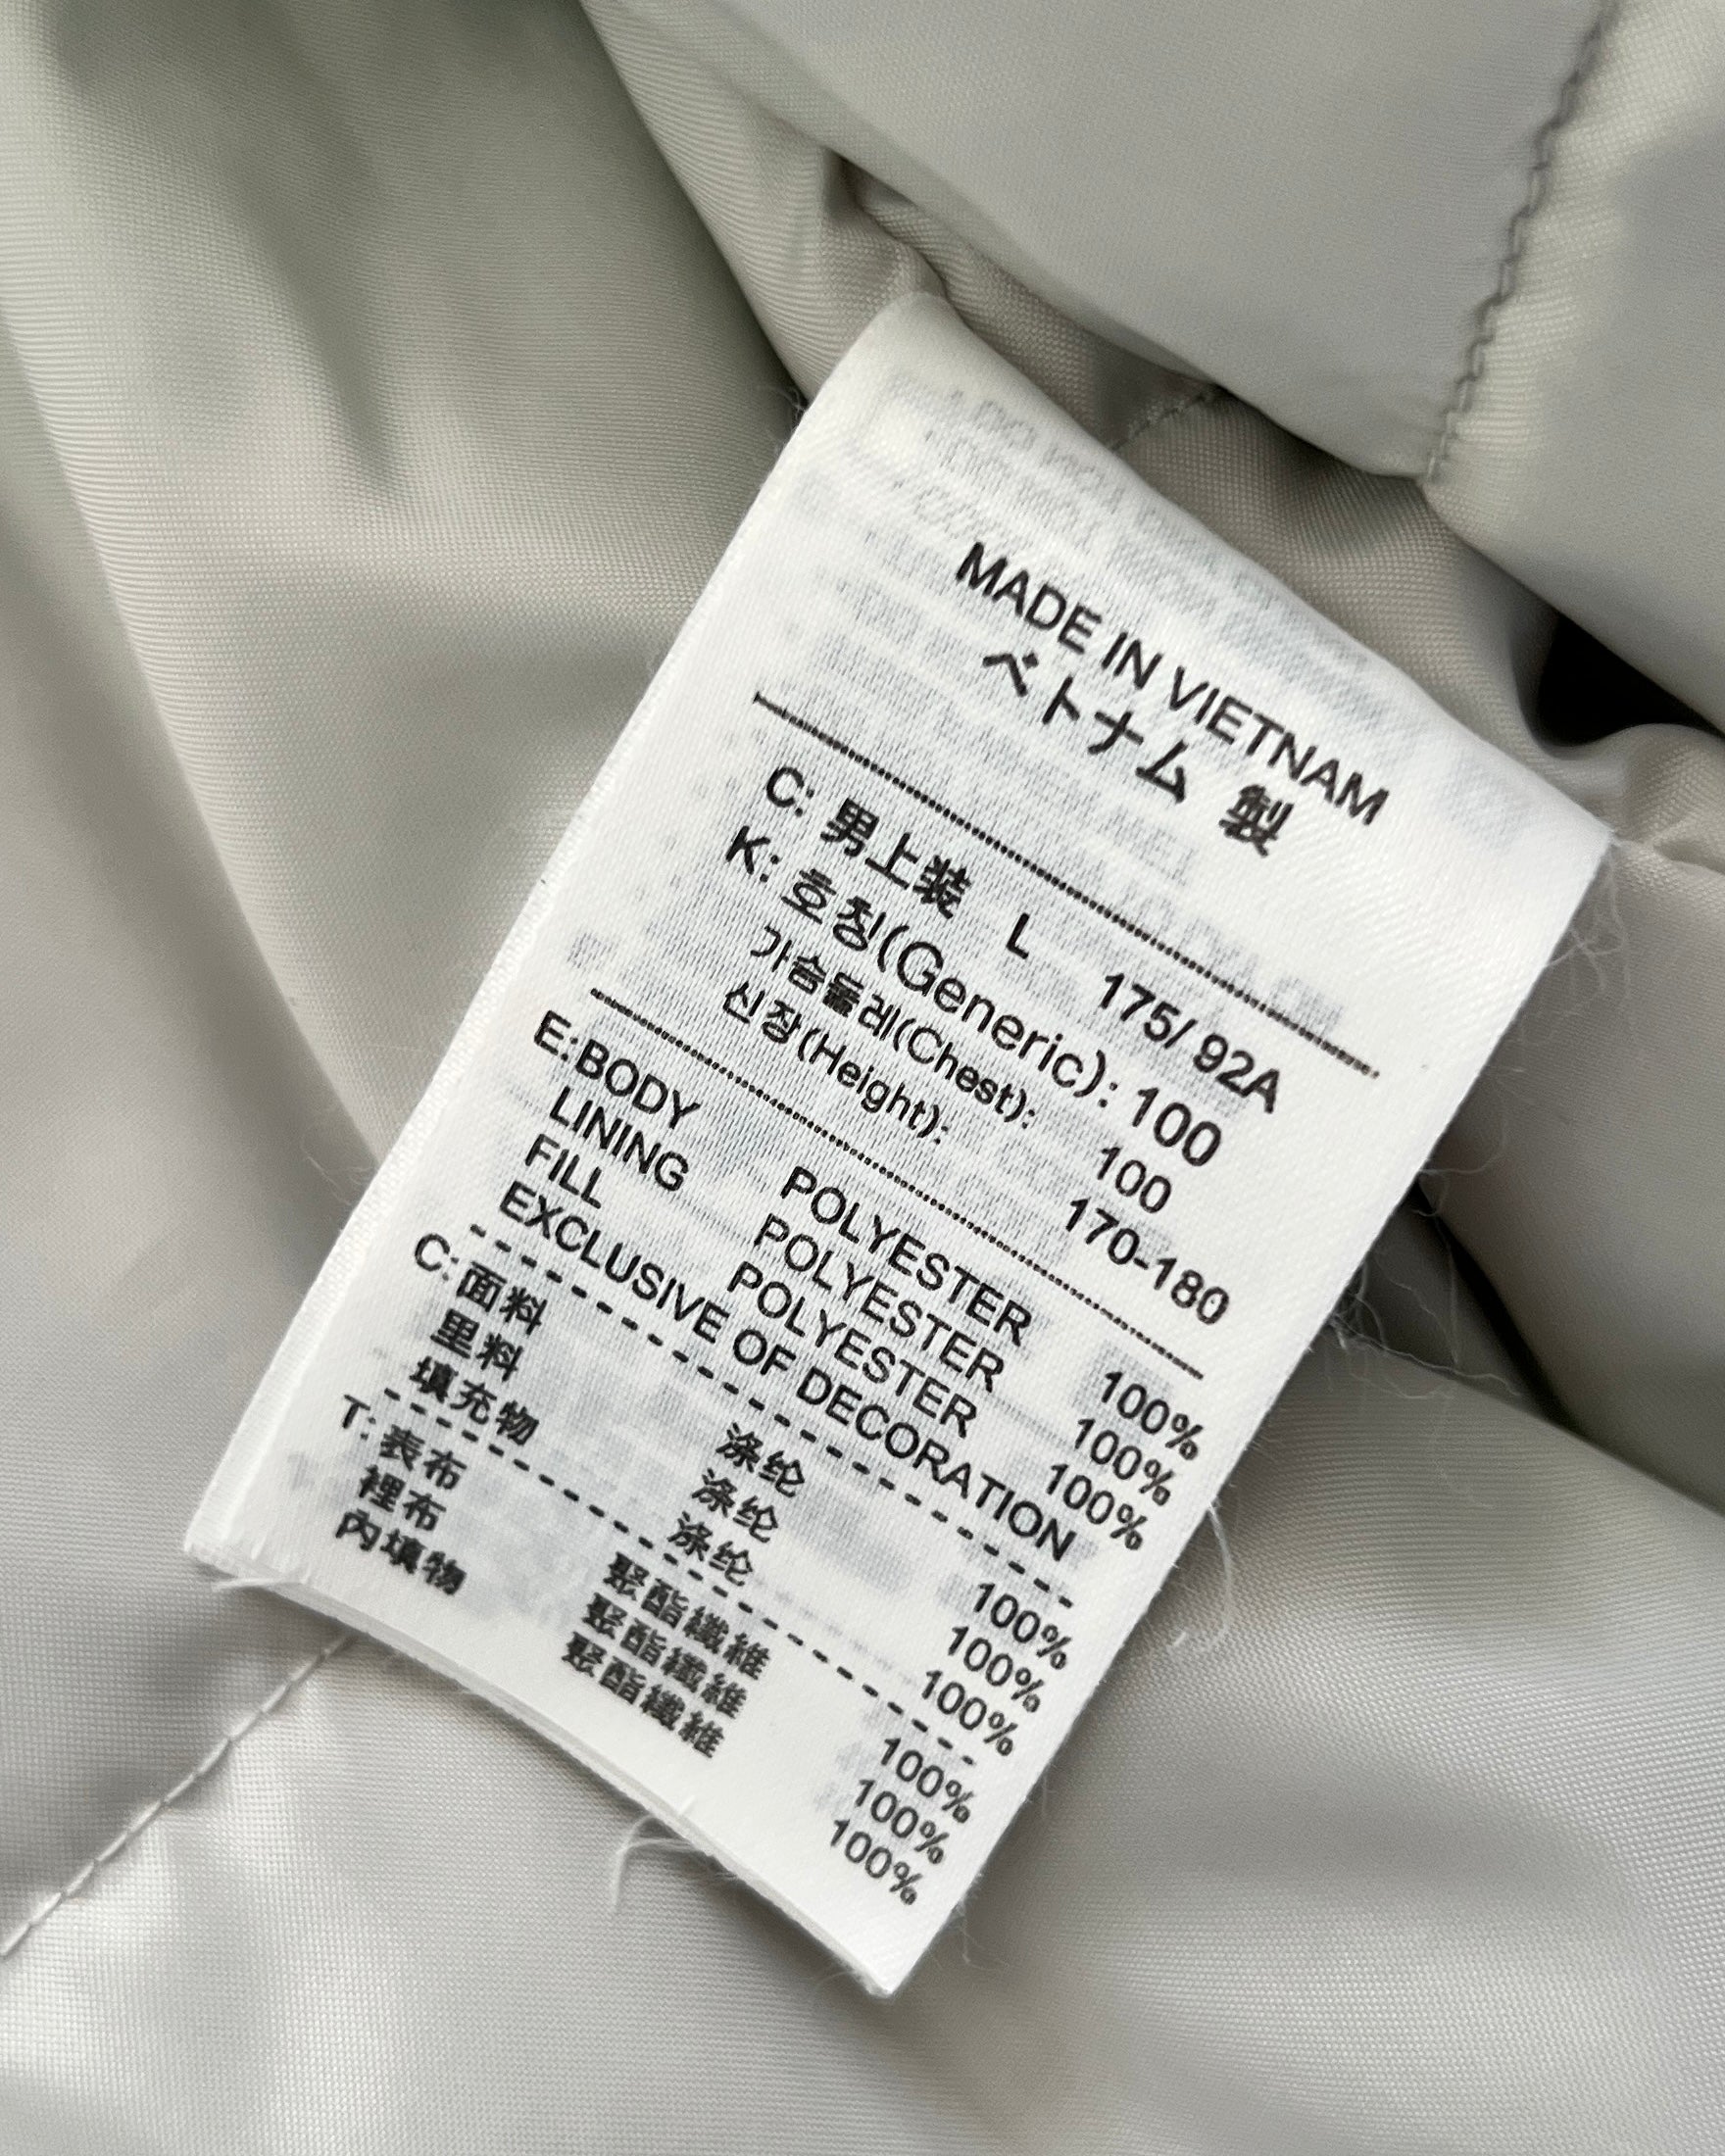 MADE IN VIETNAM
ベトナム 製
C: 男上装 L 175/ 92A
K: 호칭(Generic): 100
가슴둘레(Chest): 100
신장(Height): 170-180
E:BODY POLYESTER 100%
LINING POLYESTER 100%
FILL POLYESTER 100%
EXCLUSIVE OF DECORATION
C: 面料 涤纶 100%
里料 涤纶 100%
填充物 涤纶 100%
T: 表布 聚酯纖維 100%
裡布 聚酯纖維 100%
內填物 聚酯纖維 100%